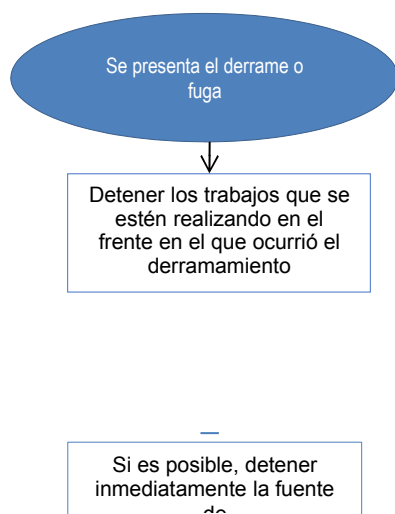 Se presenta el derrame o
fuga
Detener los trabajos que se
estén realizando en el
frente en el que ocurrió el
derramamiento
Si es posible, detener
inmediatamente la fuente
de